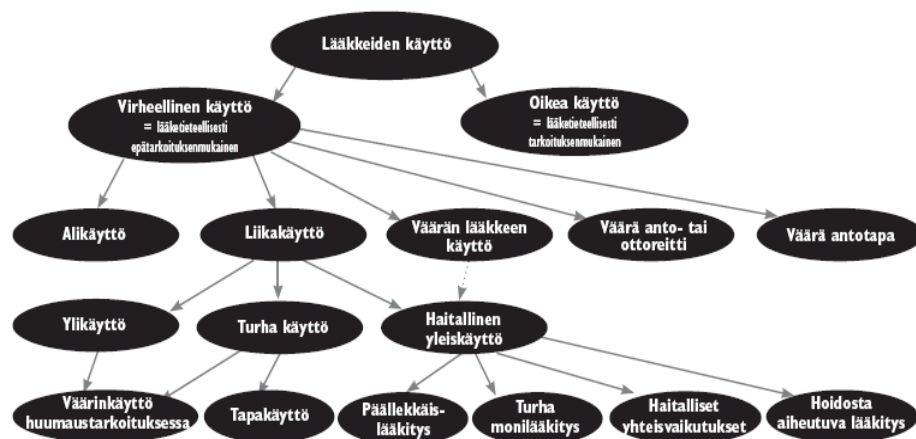 Lääkkeiden käyttö
Virheellinen käyttö
= lääketieteellisesti
epätarkoituksenmukainen
Oikea käyttö
= lääketieteellisesti
tarkoituksenmukainen
Alikäyttö
Liikakäyttö
Väärän lääkkeen
käyttö
Väärä anto- tai
ottoreitti
Väärä antotapa
Ylikäyttö
Turha käyttö
Haitallinen
yleiskäyttö
Väärinkäyttö
huumaustarkoituksessa
Tapakäyttö
Päällekkäis-
lääkitys
Turha
monilääkitys
Haitalliset
yhteisvaikutukset
Hoidosta
aiheutuva lääkitys